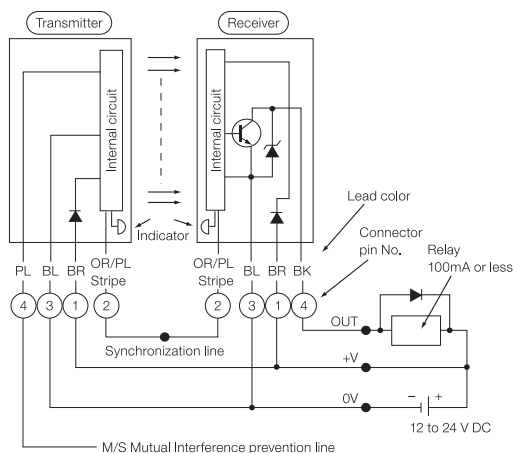 Transmitter
Receiver
Internal circuit
Internal circuit
Indicator
Lead color
Connector
pin No.
Relay
100mA or less
PL BL BR OR/PL
Stripe
OR/PL
Stripe
BL BR BK
4 3 1 2
2 3 1 4
OUT
Synchronization line
+V
0V
− +
12 to 24 V DC
M/S Mutual Interference prevention line